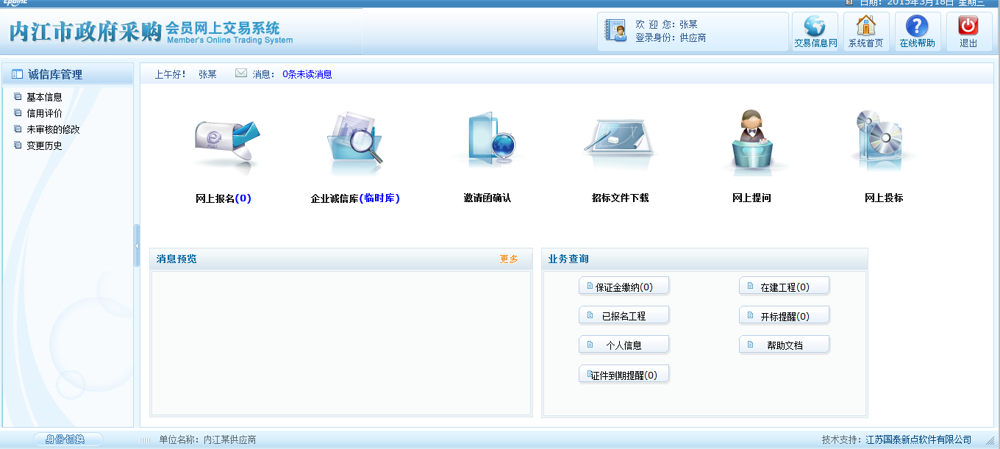 epoint
日期：2015年3月18日 星期三
内江市政府采购 会员网上交易系统
Member's Online Trading System
欢 迎 您: 张某
登录身份: 供应商
交易信息网
系统首页
在线帮助
退出
诚信库管理
基本信息
信用评价
未审核的修改
变更历史
上午好! 张某 消息: 0条未读消息
网上报名(0)
企业诚信库(临时库)
邀请函确认
招标文件下载
网上提问
网上投标
消息预览 更多
业务查询
保证金缴纳(0)
在建工程(0)
已报名工程
开标提醒(0)
个人信息
帮助文档
证件到期提醒(0)
身份切换
单位名称: 内江某供应商
技术支持: 江苏国泰新点软件有限公司